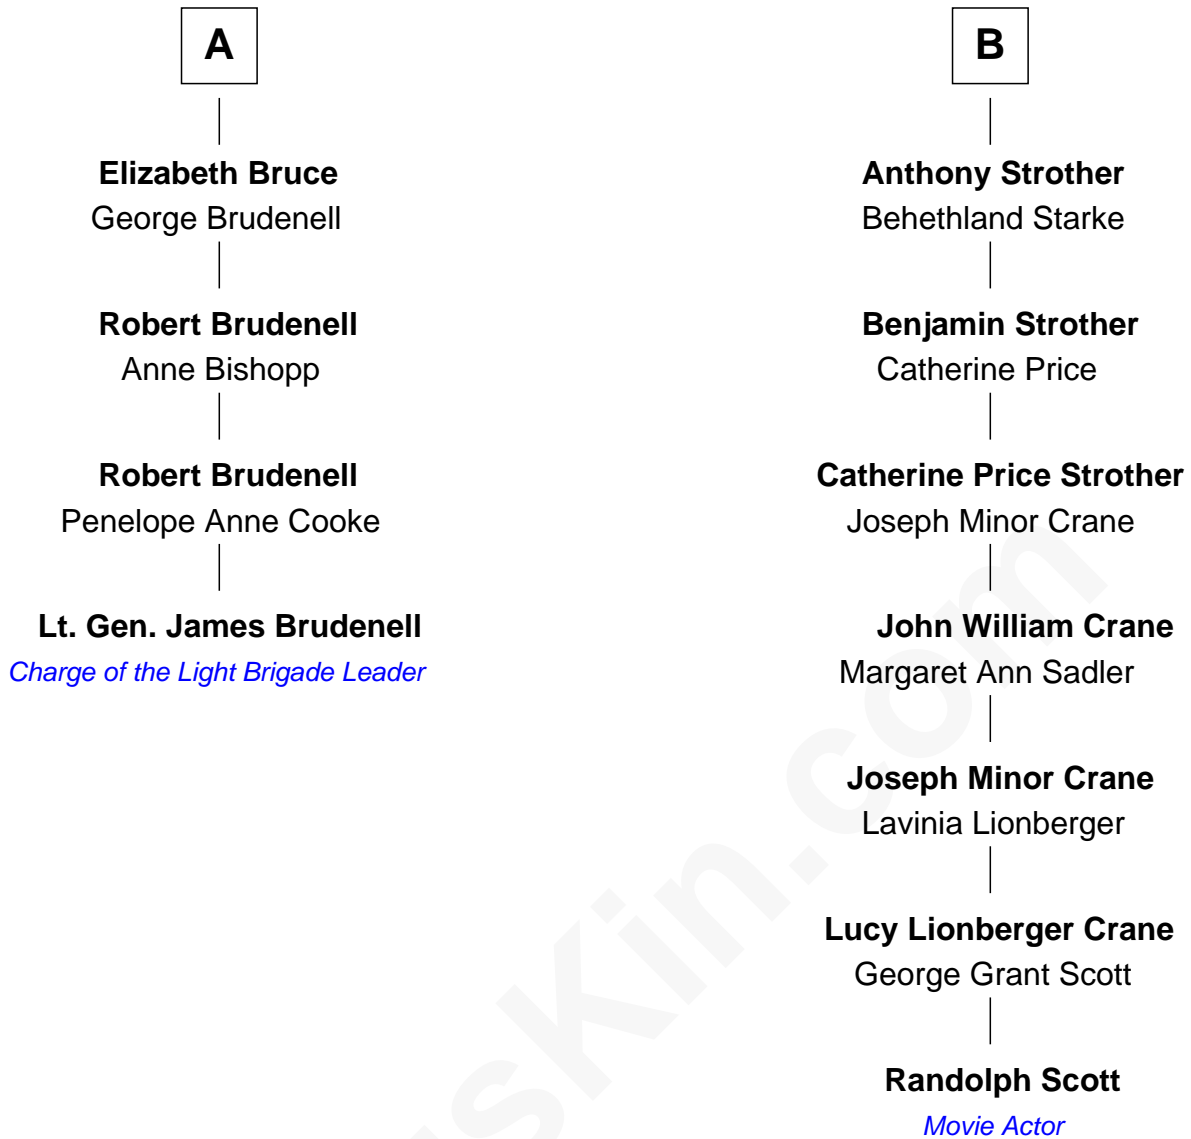 A
Elizabeth Bruce
George Brudenell
Robert Brudenell
Anne Bishopp
Robert Brudenell
Penelope Anne Cooke
Lt. Gen. James Brudenell
Charge of the Light Brigade Leader
B
Anthony Strother
Behethland Starke
Benjamin Strother
Catherine Price
Catherine Price Strother
Joseph Minor Crane
John William Crane
Margaret Ann Sadler
Joseph Minor Crane
Lavinia Lionberger
Lucy Lionberger Crane
George Grant Scott
Randolph Scott
Movie Actor